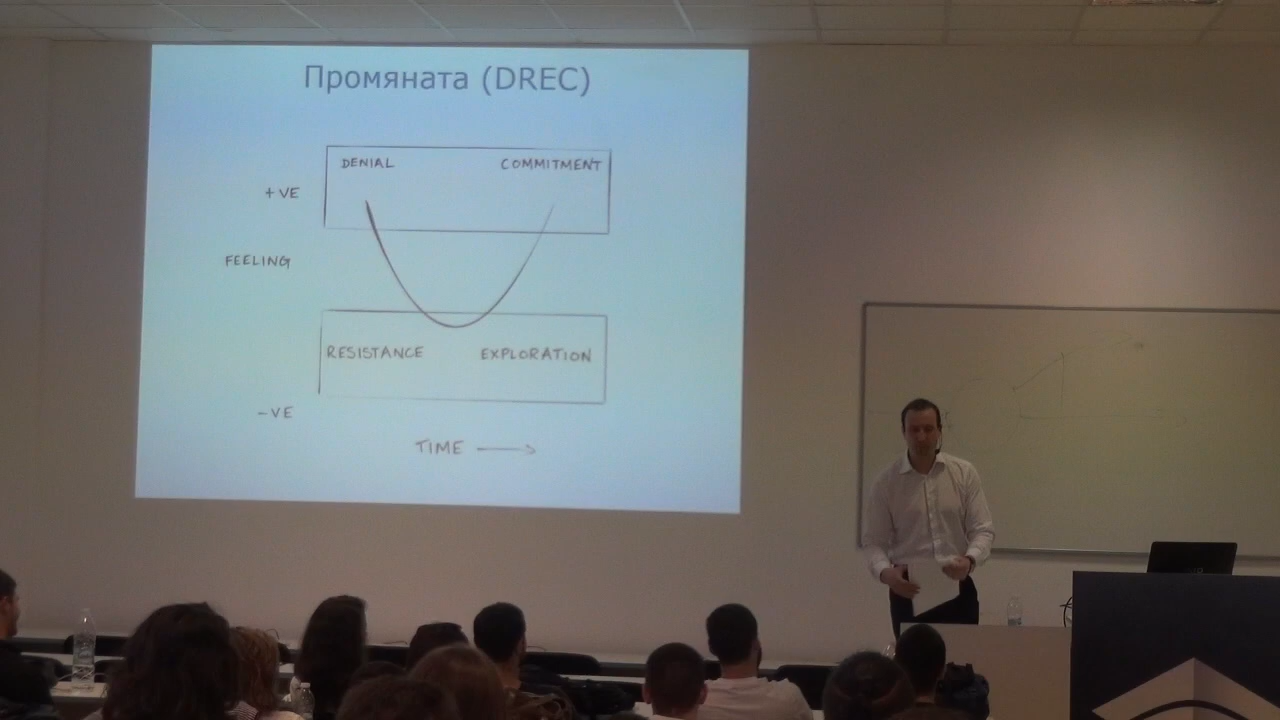 Промяната (DREC)
DENIAL COMMITMENT
+VE
FEELING
RESISTANCE EXPLORATION
-VE
TIME